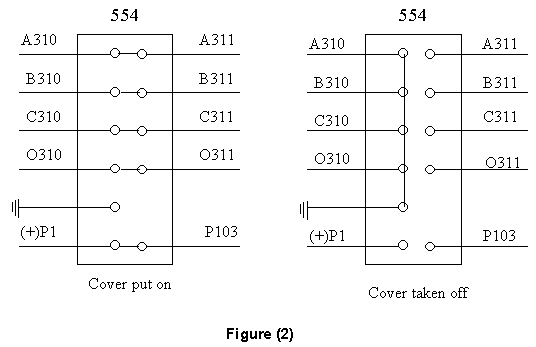 554
A310 A311
B310 B311
C310 C311
O310 O311
(+)P1 P103
Cover put on
554
A310 A311
B310 B311
C310 C311
O310 O311
(+)P1 P103
Cover taken off
Figure (2)